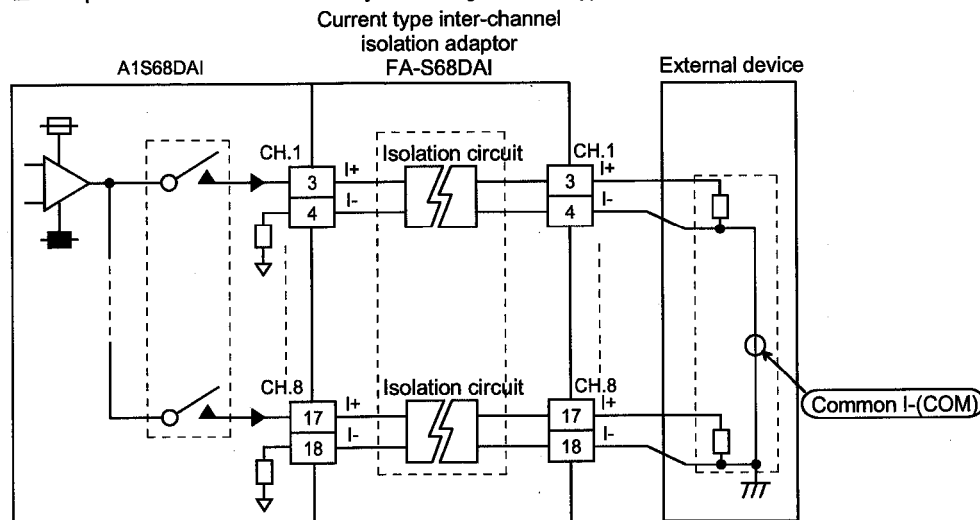 Current type inter-channel
isolation adaptor
A1S68DAI
FA-S68DAI
External device
CH.1
Isolation circuit
CH.1
3
I+
3
I+
4
I-
4
I-
CH.8
Isolation circuit
CH.8
17
I+
17
I+
18
I-
18
I-
Common I-(COM)